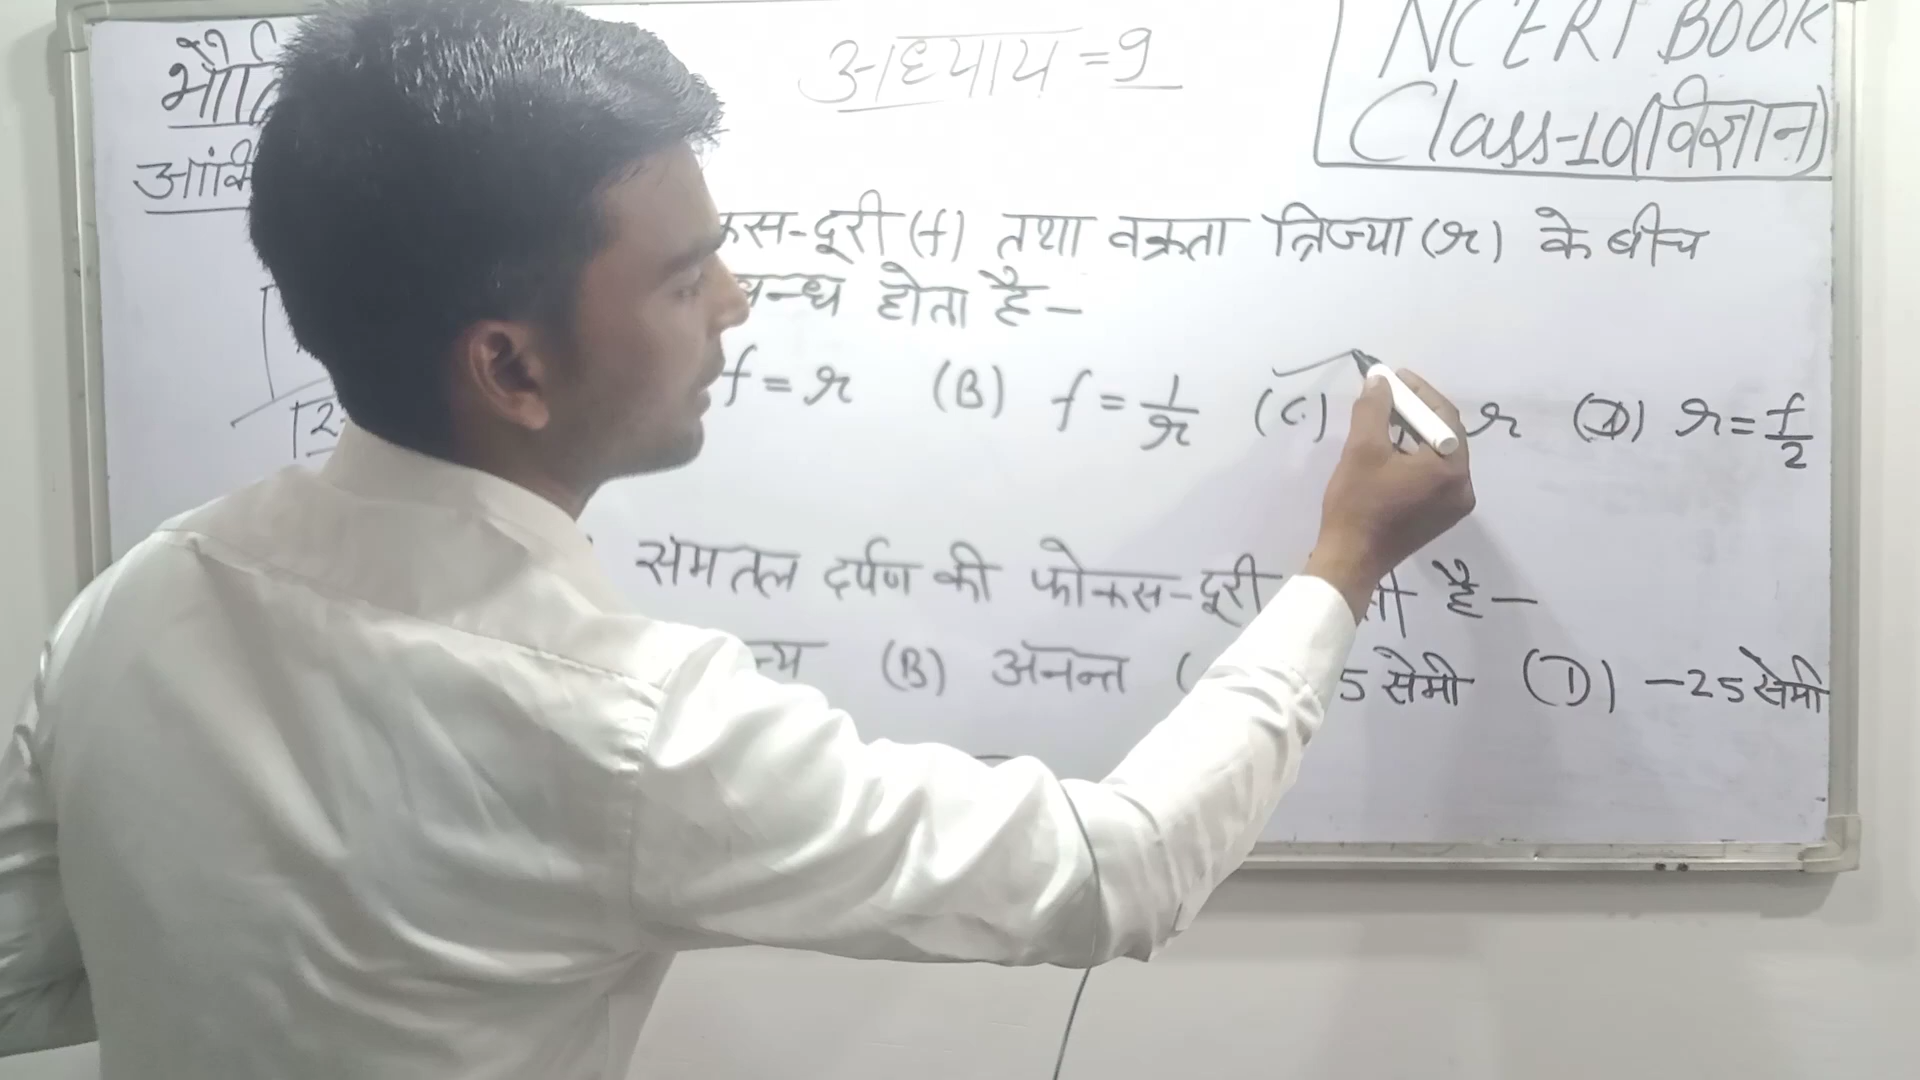 अध्याय = 9
NCERT BOOK
Class-10(विज्ञान)
दूरी (f) तथा वक्रता त्रिज्या (r) के बीच
होता है-
f = r (B) f = 1/r (C) r (D) r = f/2
समतल दर्पण की फोकस-दूरी है-
(B) अनन्त 5 सेमी (D) -25 सेमी